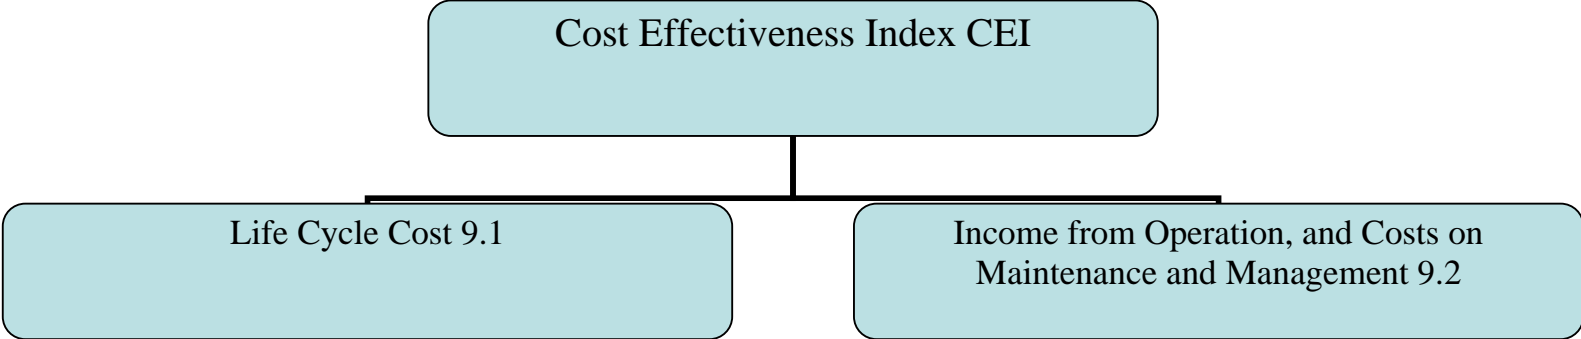 Cost Effectiveness Index CEI
Life Cycle Cost 9.1
Income from Operation, and Costs on
Maintenance and Management 9.2